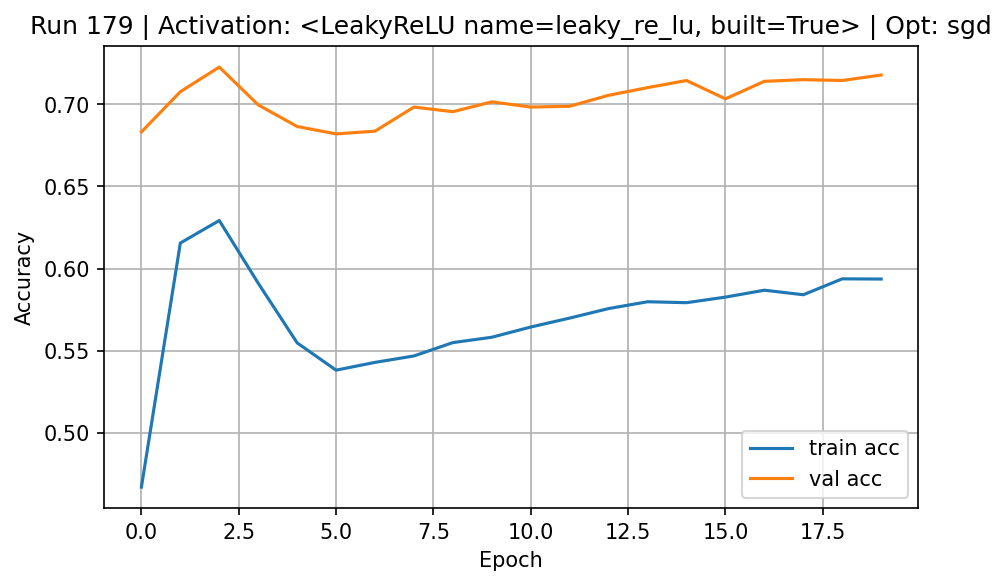 Run 179 | Activation: <LeakyReLU name=leaky_re_lu, built=True> | Opt: sgd
Accuracy
0.70
0.65
0.60
0.55
0.50
train acc
val acc
0.0 2.5 5.0 7.5 10.0 12.5 15.0 17.5
Epoch